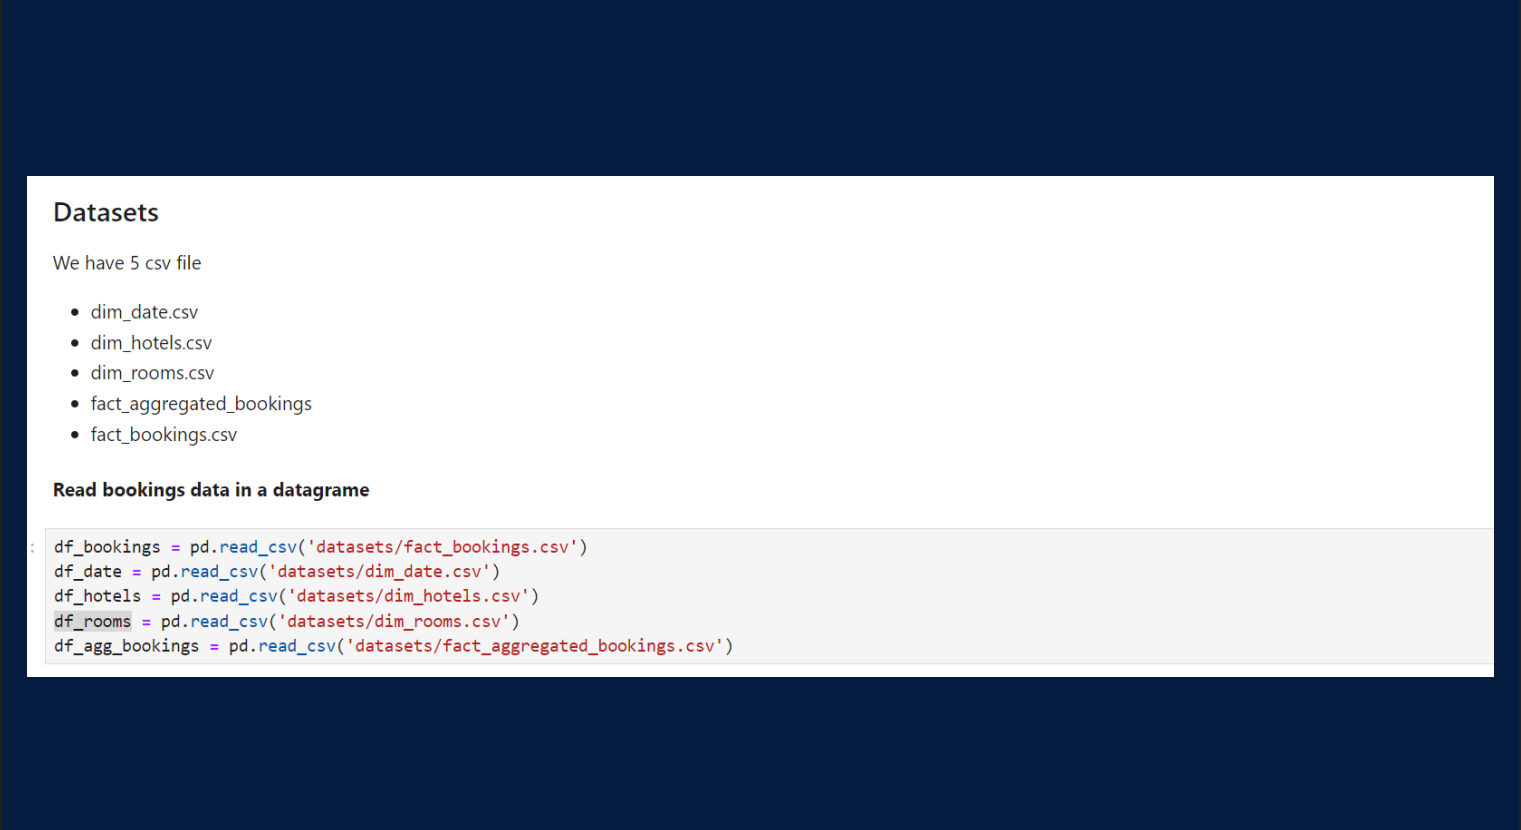 Datasets
We have 5 csv file
• dim_date.csv
• dim_hotels.csv
• dim_rooms.csv
• fact_aggregated_bookings
• fact_bookings.csv
Read bookings data in a datagrame
: df_bookings = pd.read_csv('datasets/fact_bookings.csv')
df_date = pd.read_csv('datasets/dim_date.csv')
df_hotels = pd.read_csv('datasets/dim_hotels.csv')
df_rooms = pd.read_csv('datasets/dim_rooms.csv')
df_agg_bookings = pd.read_csv('datasets/fact_aggregated_bookings.csv')